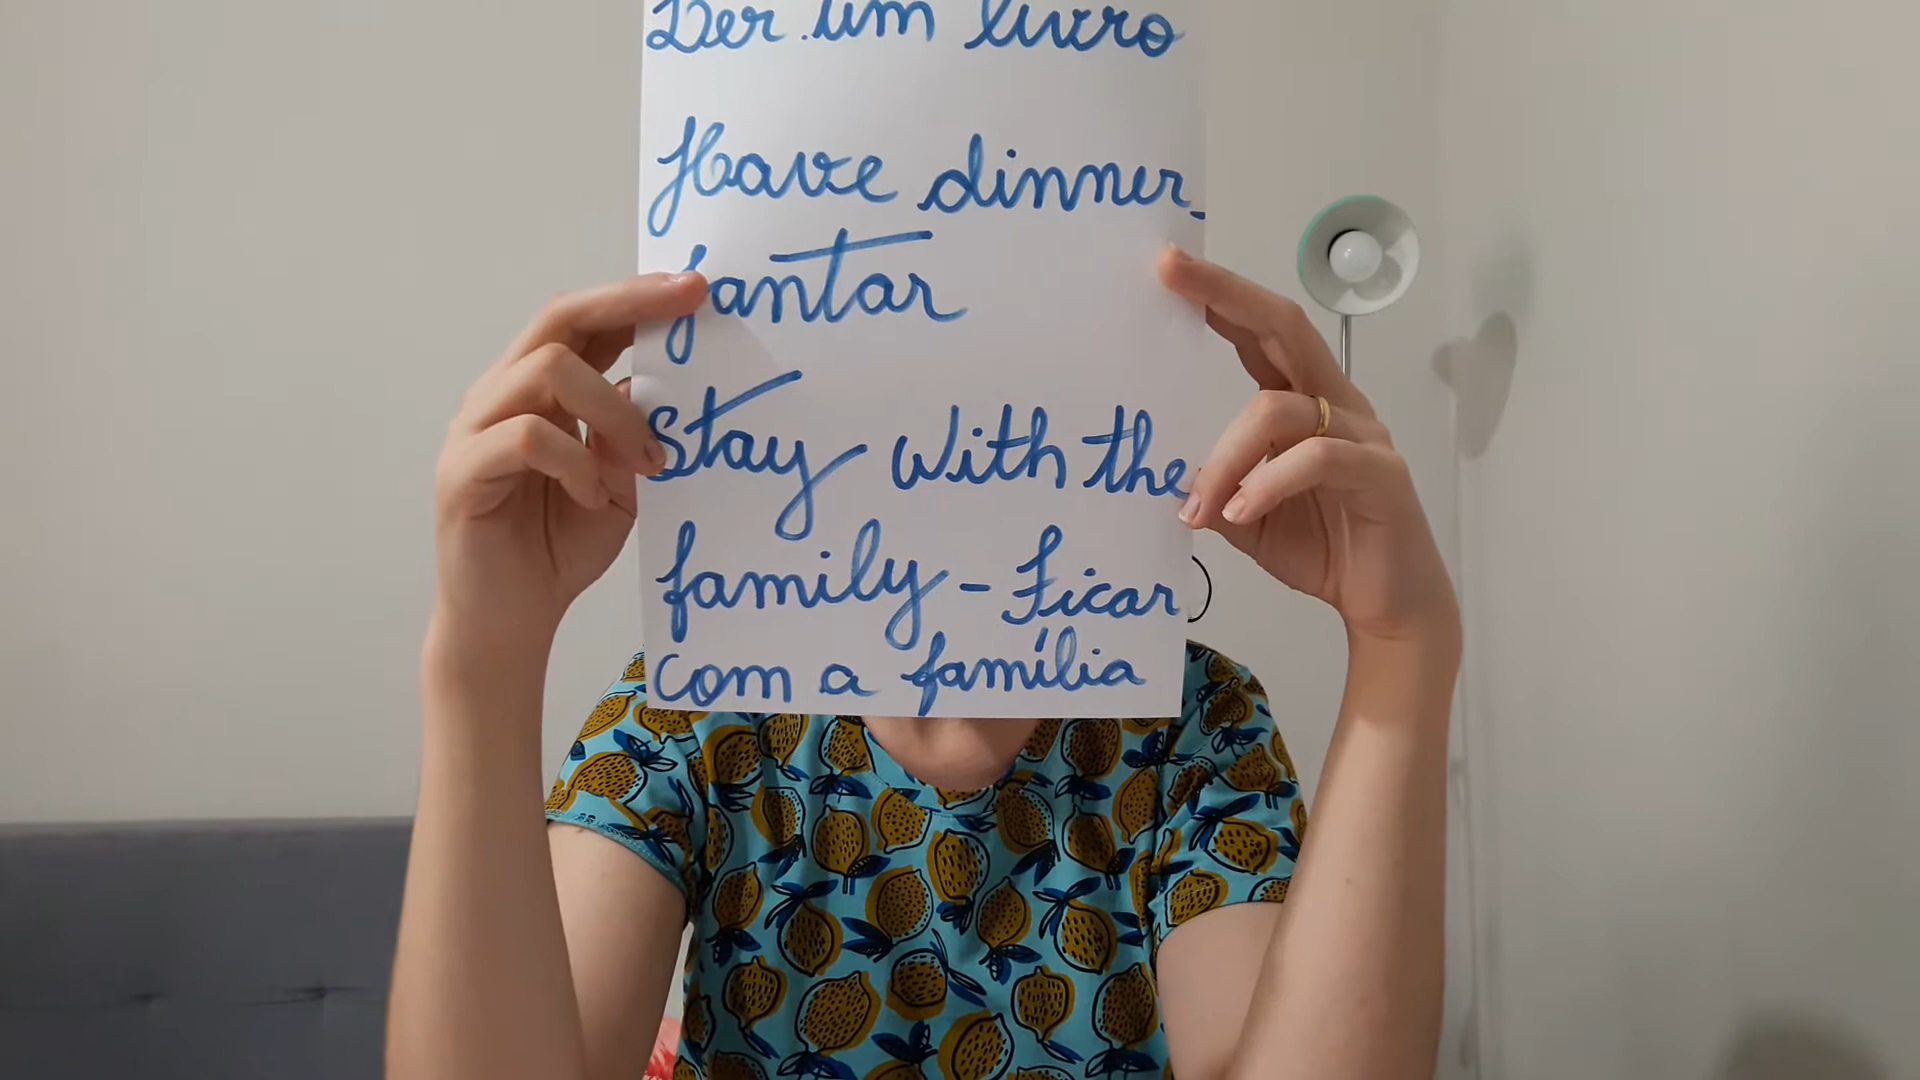 Ler um livro
Have dinner -
Jantar
Stay with the
family - Ficar
com a família